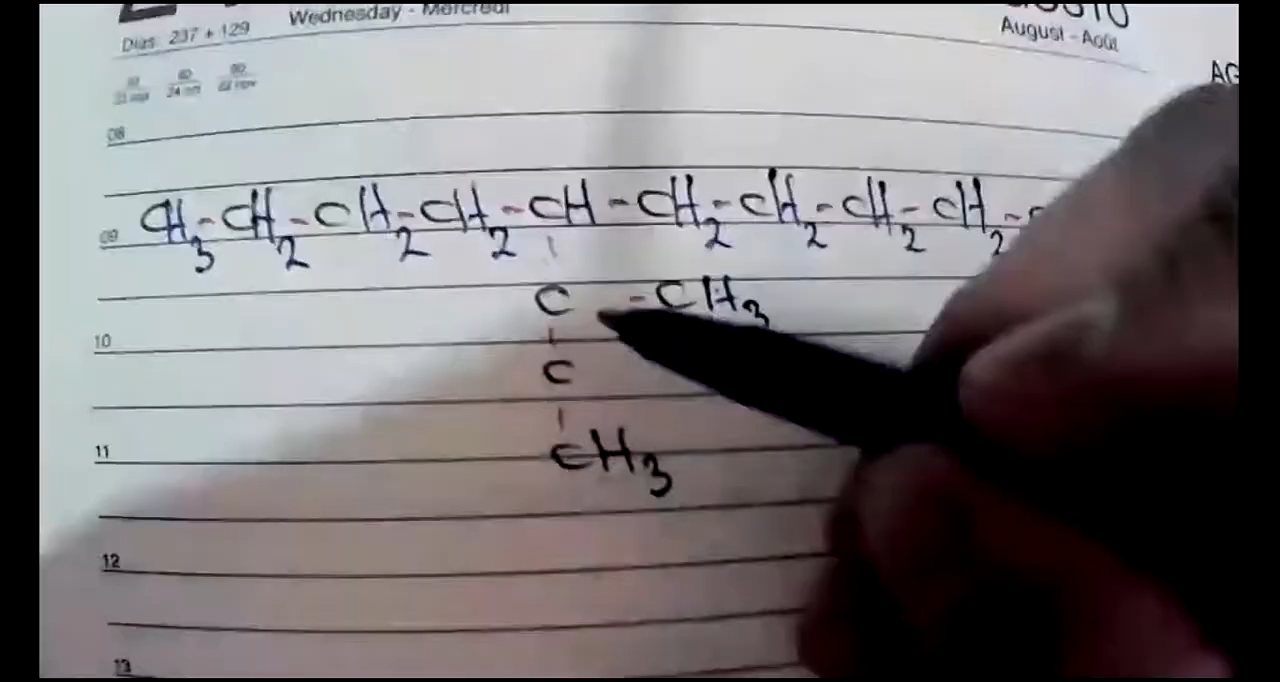 Wednesday - Mercredi
Dias: 237 + 129
August - Août
08
09 CH3-CH2-CH2-CH2-CH-CH2-CH2-CH2-CH2-
C -CH3
10
C
11 CH3
12
13